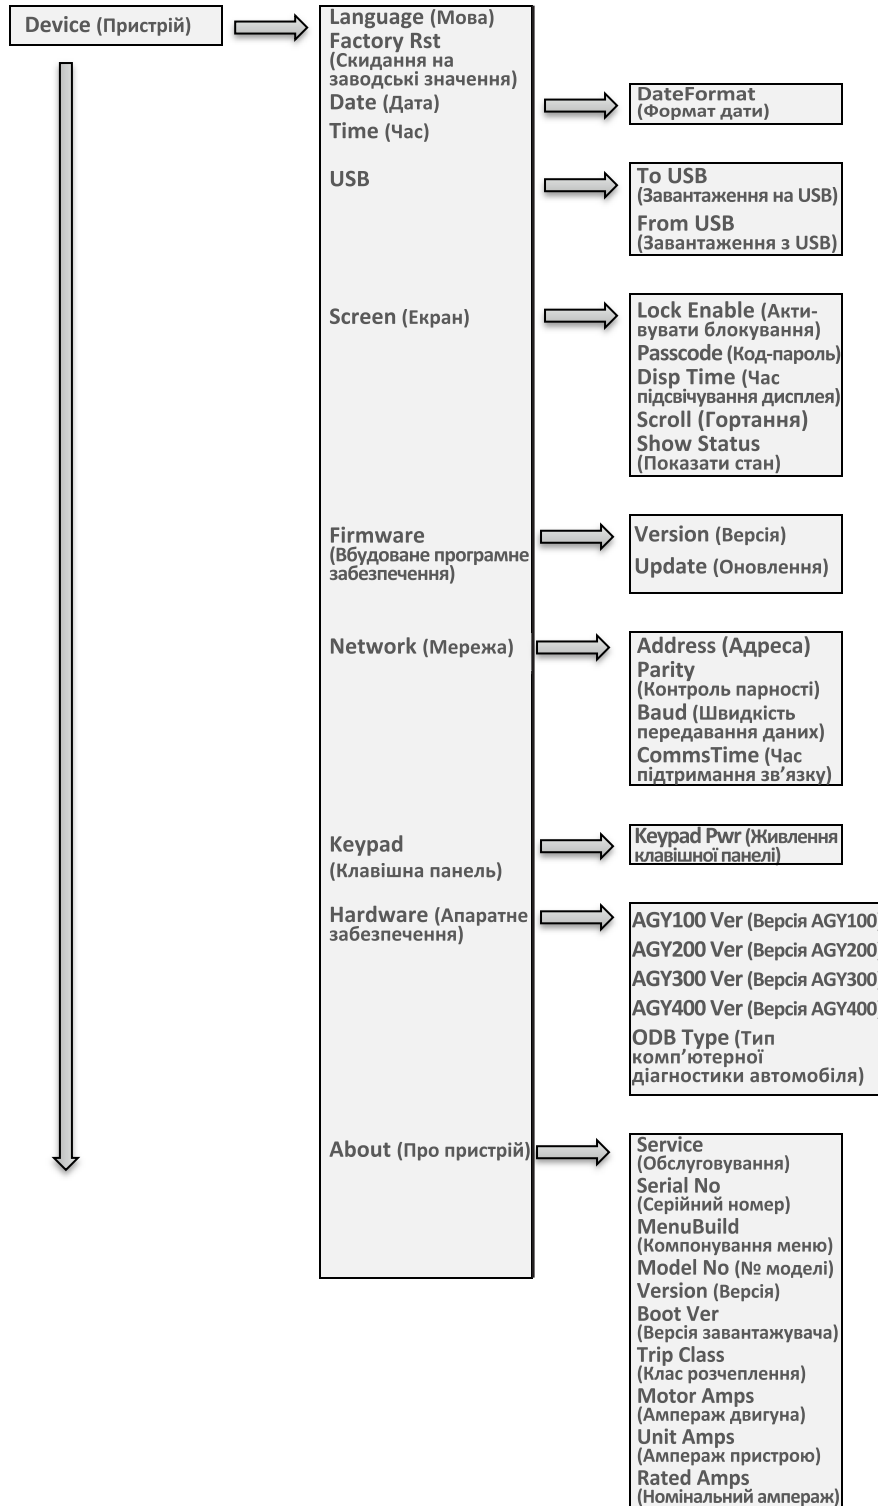 Device (Пристрій)
Language (Мова)
Factory Rst
(Скидання на
заводські значення)
Date (Дата)
Time (Час)
DateFormat
(Формат дати)
USB
To USB
(Завантаження на USB)
From USB
(Завантаження з USB)
Screen (Екран)
Lock Enable (Акти-
вувати блокування)
Passcode (Код-пароль)
Disp Time (Час
підсвічування дисплея)
Scroll (Гортання)
Show Status
(Показати стан)
Firmware
(Вбудоване програмне
забезпечення)
Version (Версія)
Update (Оновлення)
Network (Мережа)
Address (Адреса)
Parity
(Контроль парності)
Baud (Швидкість
передавання даних)
CommsTime (Час
підтримання зв’язку)
Keypad
(Клавішна панель)
Keypad Pwr (Живлення
клавішної панелі)
Hardware (Апаратне
забезпечення)
AGY100 Ver (Версія AGY100)
AGY200 Ver (Версія AGY200)
AGY300 Ver (Версія AGY300)
AGY400 Ver (Версія AGY400)
ODB Type (Тип
комп’ютерної
діагностики автомобіля)
About (Про пристрій)
Service
(Обслуговування)
Serial No
(Серійний номер)
MenuBuild
(Компонування меню)
Model No (№ моделі)
Version (Версія)
Boot Ver
(Версія завантажувача)
Trip Class
(Клас розчеплення)
Motor Amps
(Ампераж двигуна)
Unit Amps
(Ампераж пристрою)
Rated Amps
(Номінальний ампераж)